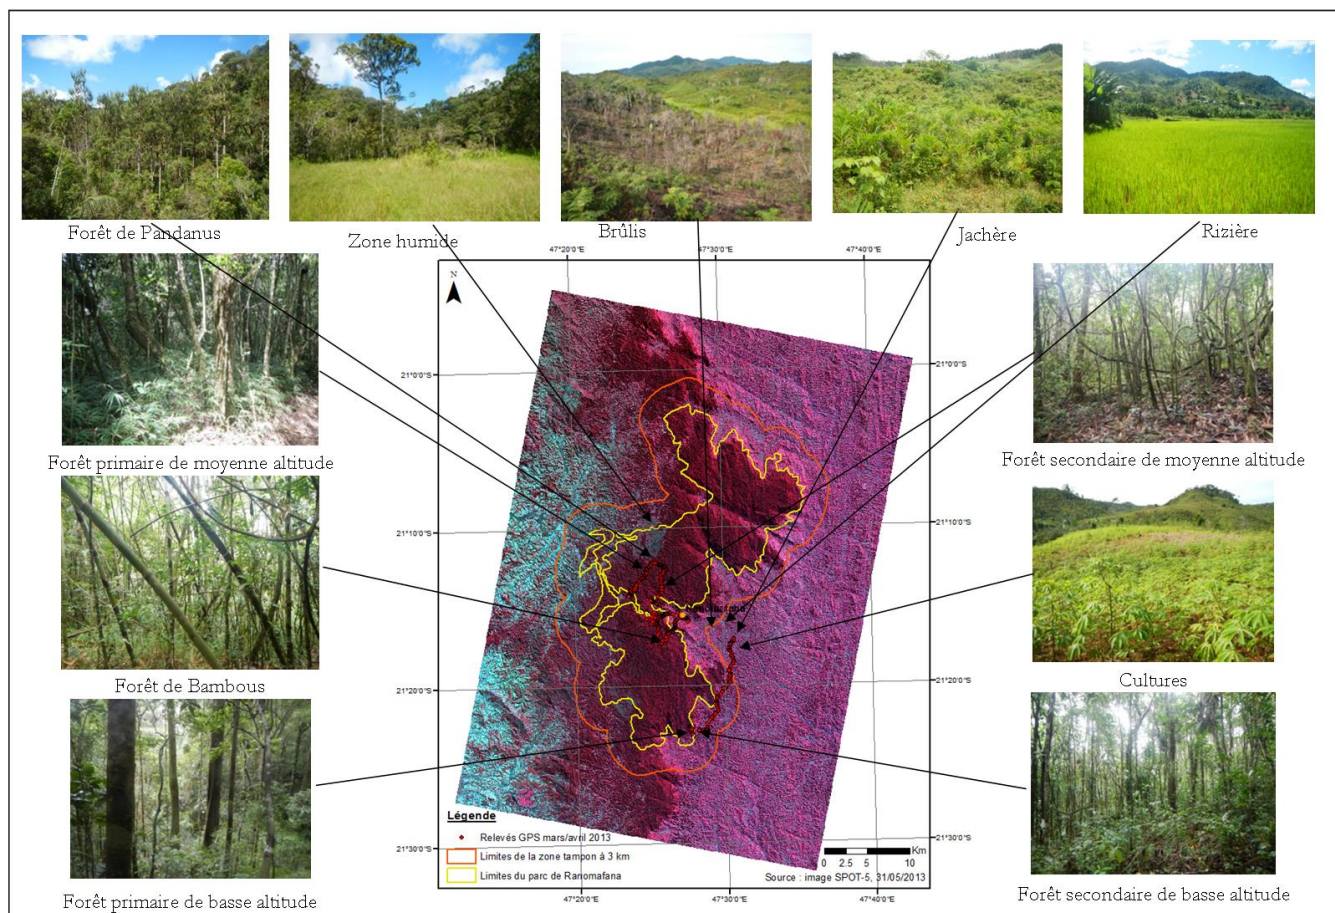 Forêt de Pandanus
Zone humide
Brûlis
Jachère
Rizière
47°20'0"E
47°30'0"E
47°40'0"E
N
Forêt primaire de moyenne altitude
Forêt secondaire de moyenne altitude
21°0'0"S
21°0'0"S
21°10'0"S
21°10'0"S
Forêt de Bambous
Cultures
21°20'0"S
21°20'0"S
Forêt primaire de basse altitude
Forêt secondaire de basse altitude
21°30'0"S
21°30'0"S
Légende
Relevés GPS mars/avril 2013
Limites de la zone tampon à 3 km
Limites du parc de Ranomafana
Km
0 2.5 5 10
Source : image SPOT-5, 31/05/2013
47°20'0"E
47°30'0"E
47°40'0"E